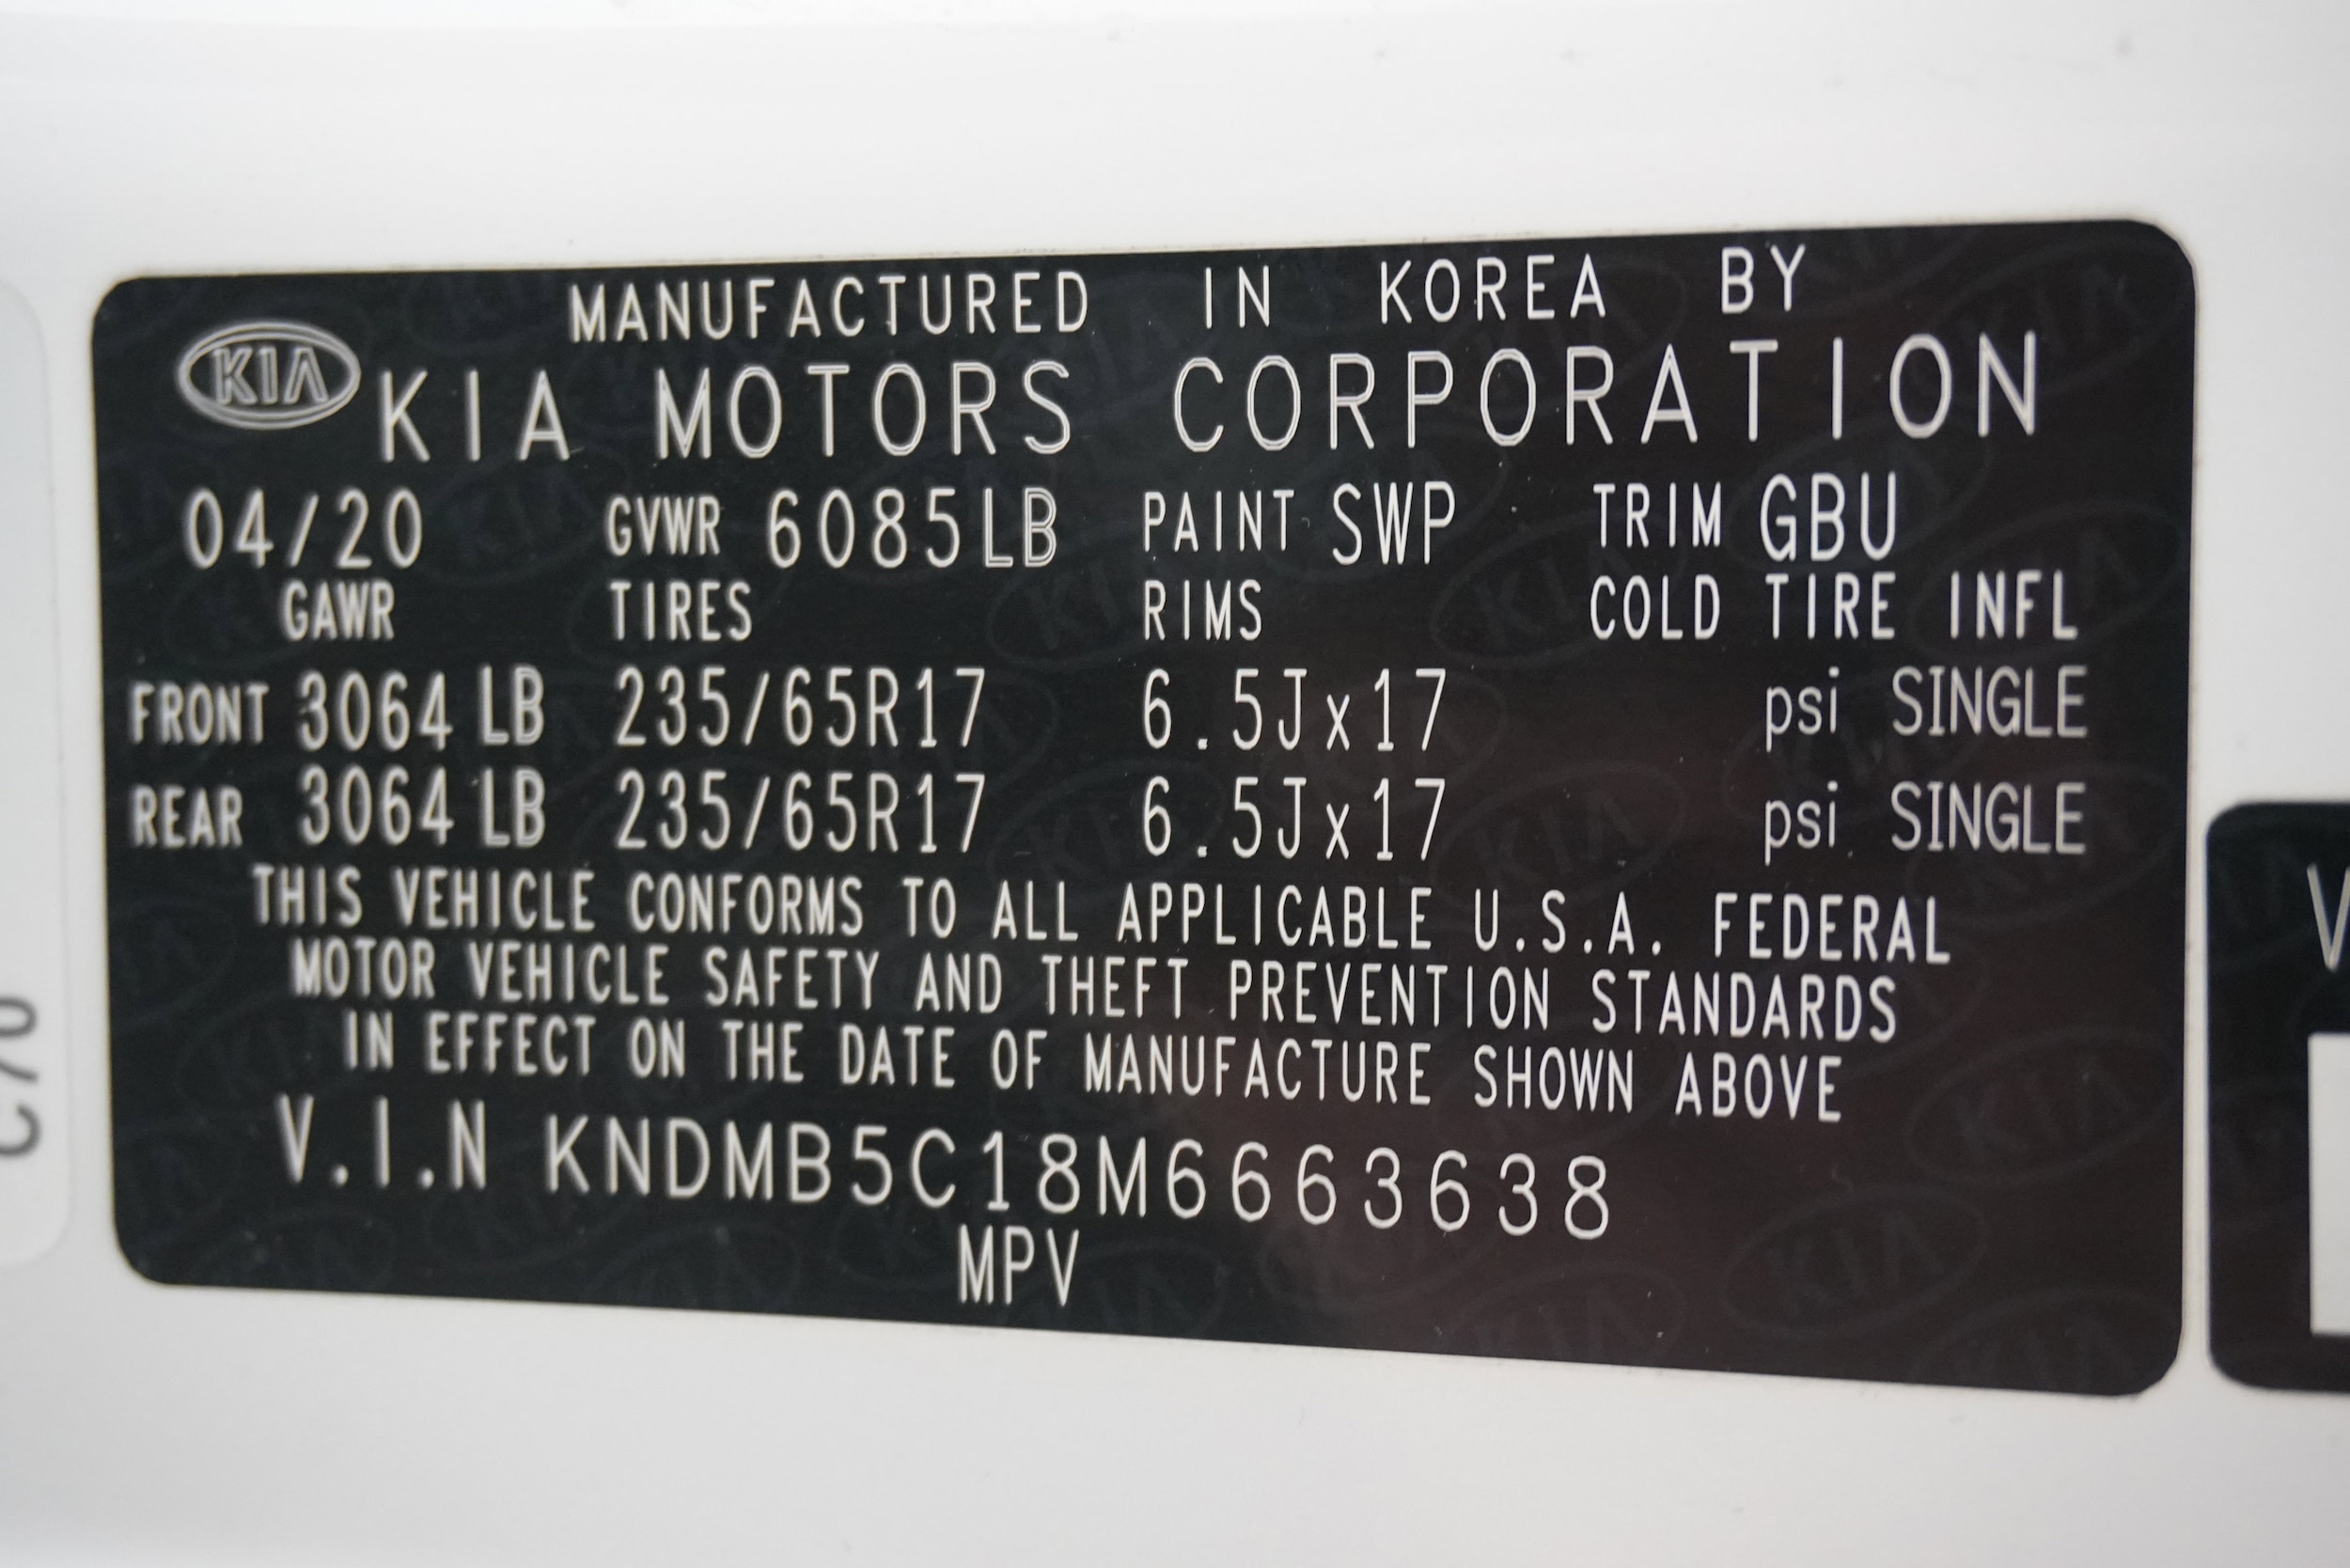 MANUFACTURED IN KOREA BY
KIA KIA MOTORS CORPORATION
04/20 GVWR 6085LB PAINT SWP TRIM GBU
GAWR TIRES RIMS COLD TIRE INFL
FRONT 3064 LB 235/65R17 6.5Jx17 psi SINGLE
REAR 3064 LB 235/65R17 6.5Jx17 psi SINGLE
THIS VEHICLE CONFORMS TO ALL APPLICABLE U.S.A. FEDERAL
MOTOR VEHICLE SAFETY AND THEFT PREVENTION STANDARDS
IN EFFECT ON THE DATE OF MANUFACTURE SHOWN ABOVE
V.I.N KNDMB5C18M6663638
MPV